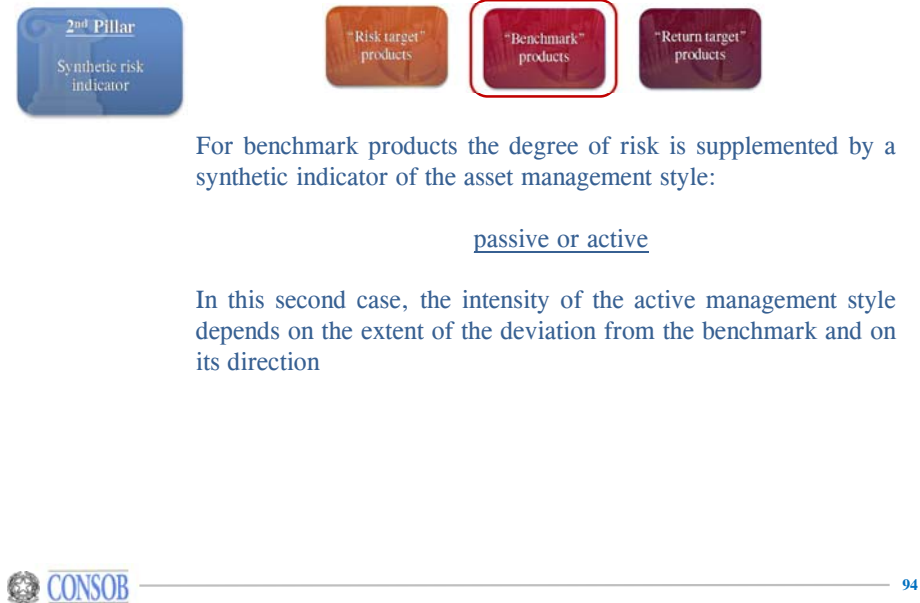 2nd Pillar
Synthetic risk
indicator
"Risk target"
products
"Benchmark"
products
"Return target"
products
For benchmark products the degree of risk is supplemented by a
synthetic indicator of the asset management style:
passive or active
In this second case, the intensity of the active management style
depends on the extent of the deviation from the benchmark and on
its direction
CONSOB
94